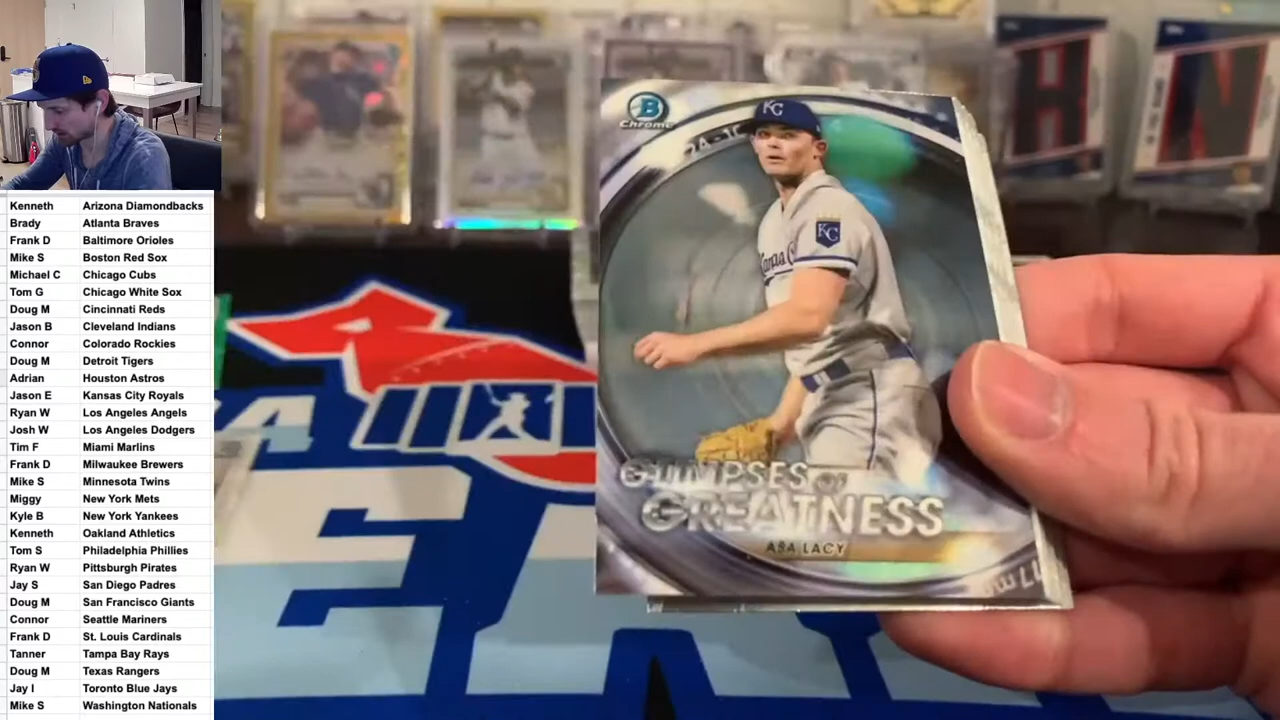 Kenneth Arizona Diamondbacks
Brady Atlanta Braves
Frank D Baltimore Orioles
Mike S Boston Red Sox
Michael C Chicago Cubs
Tom G Chicago White Sox
Doug M Cincinnati Reds
Jason B Cleveland Indians
Connor Colorado Rockies
Doug M Detroit Tigers
Adrian Houston Astros
Jason E Kansas City Royals
Ryan W Los Angeles Angels
Josh W Los Angeles Dodgers
Tim F Miami Marlins
Frank D Milwaukee Brewers
Mike S Minnesota Twins
Miggy New York Mets
Kyle B New York Yankees
Kenneth Oakland Athletics
Tom S Philadelphia Phillies
Ryan W Pittsburgh Pirates
Jay S San Diego Padres
Doug M San Francisco Giants
Connor Seattle Mariners
Frank D St. Louis Cardinals
Tanner Tampa Bay Rays
Doug M Texas Rangers
Jay I Toronto Blue Jays
Mike S Washington Nationals
B
Chrome
KC
KC
GLIMPSES OF
GREATNESS
ASA LACY
H
N